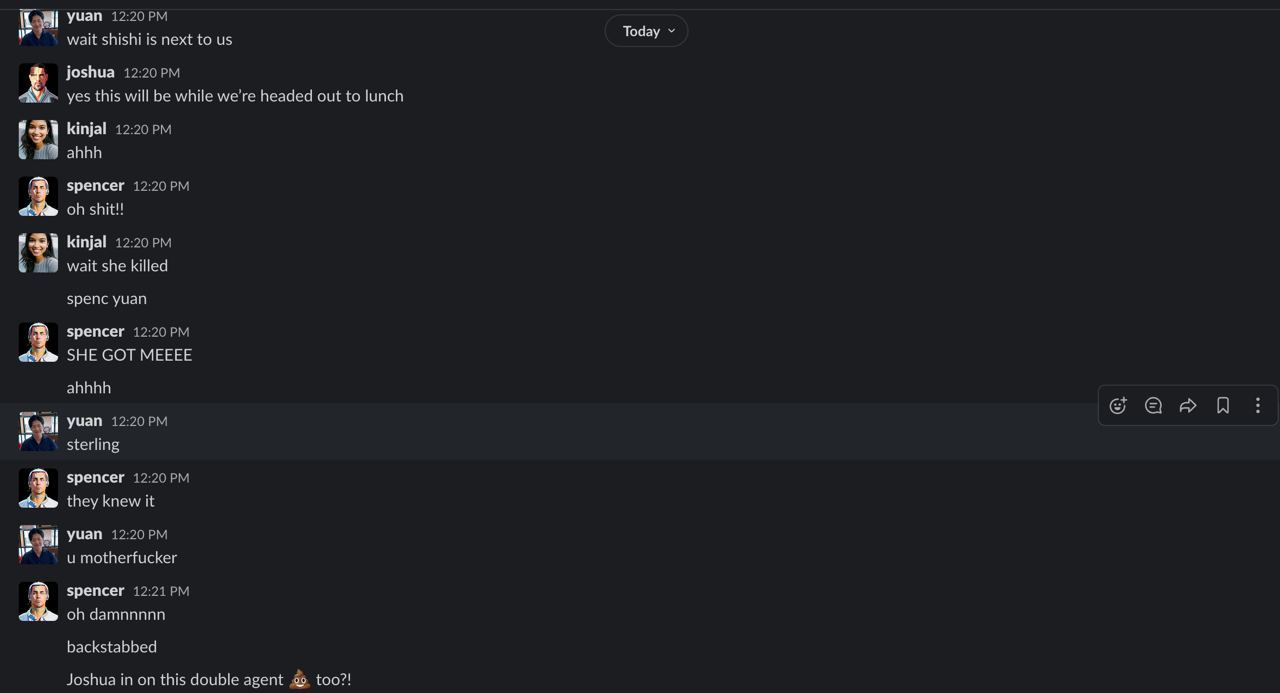 yuan 12:20 PM
Today
wait shishi is next to us
joshua 12:20 PM
yes this will be while we’re headed out to lunch
kinjal 12:20 PM
ahhh
spencer 12:20 PM
oh shit!!
kinjal 12:20 PM
wait she killed
spenc yuan
spencer 12:20 PM
SHE GOT MEEEE
ahhhh
yuan 12:20 PM
sterling
spencer 12:20 PM
they knew it
yuan 12:20 PM
u motherfucker
spencer 12:21 PM
oh damnnnnn
backstabbed
Joshua in on this double agent 💩 too?!